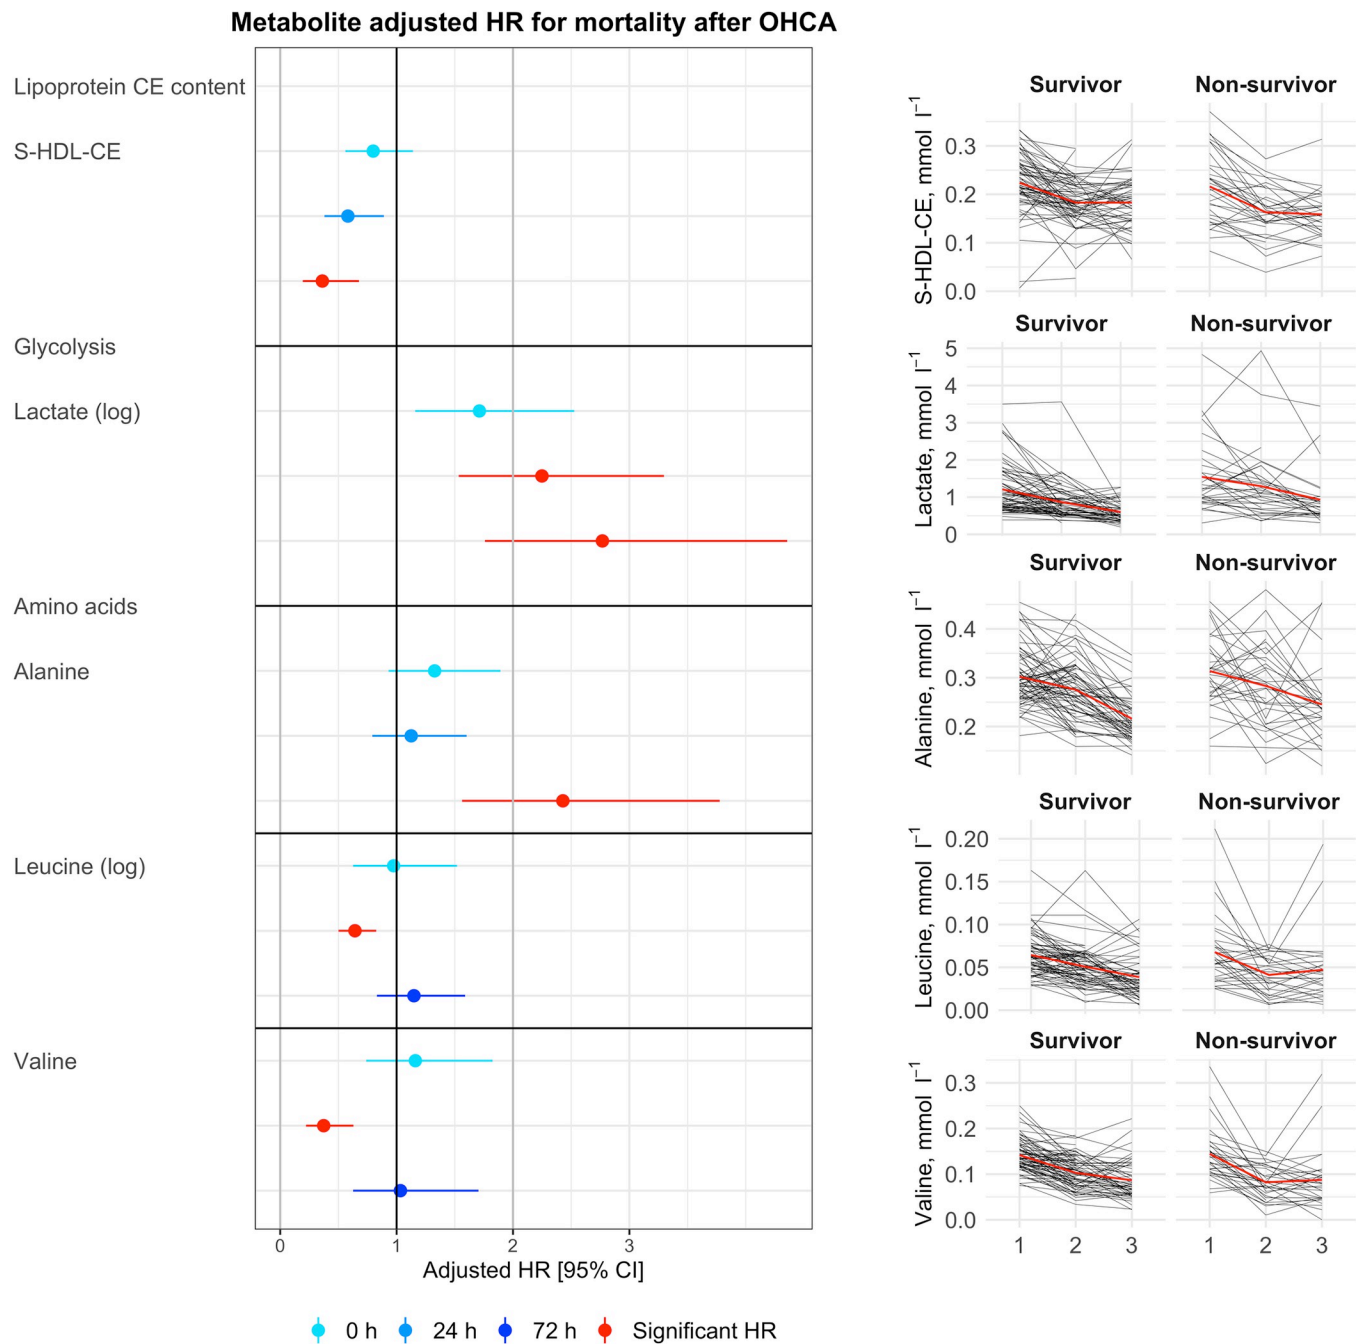 Metabolite adjusted HR for mortality after OHCA
Lipoprotein CE content
S-HDL-CE
Glycolysis
Lactate (log)
Amino acids
Alanine
Leucine (log)
Valine
0 1 2 3
Adjusted HR [95% CI]
0 h 24 h 72 h Significant HR
Survivor Non-survivor
S-HDL-CE, mmol l⁻¹
0.3
0.2
0.1
0.0
Survivor Non-survivor
Lactate, mmol l⁻¹
5
4
3
2
1
0
Survivor Non-survivor
Alanine, mmol l⁻¹
0.4
0.3
0.2
Survivor Non-survivor
Leucine, mmol l⁻¹
0.20
0.15
0.10
0.05
0.00
Survivor Non-survivor
Valine, mmol l⁻¹
0.3
0.2
0.1
0.0
1 2 3 1 2 3